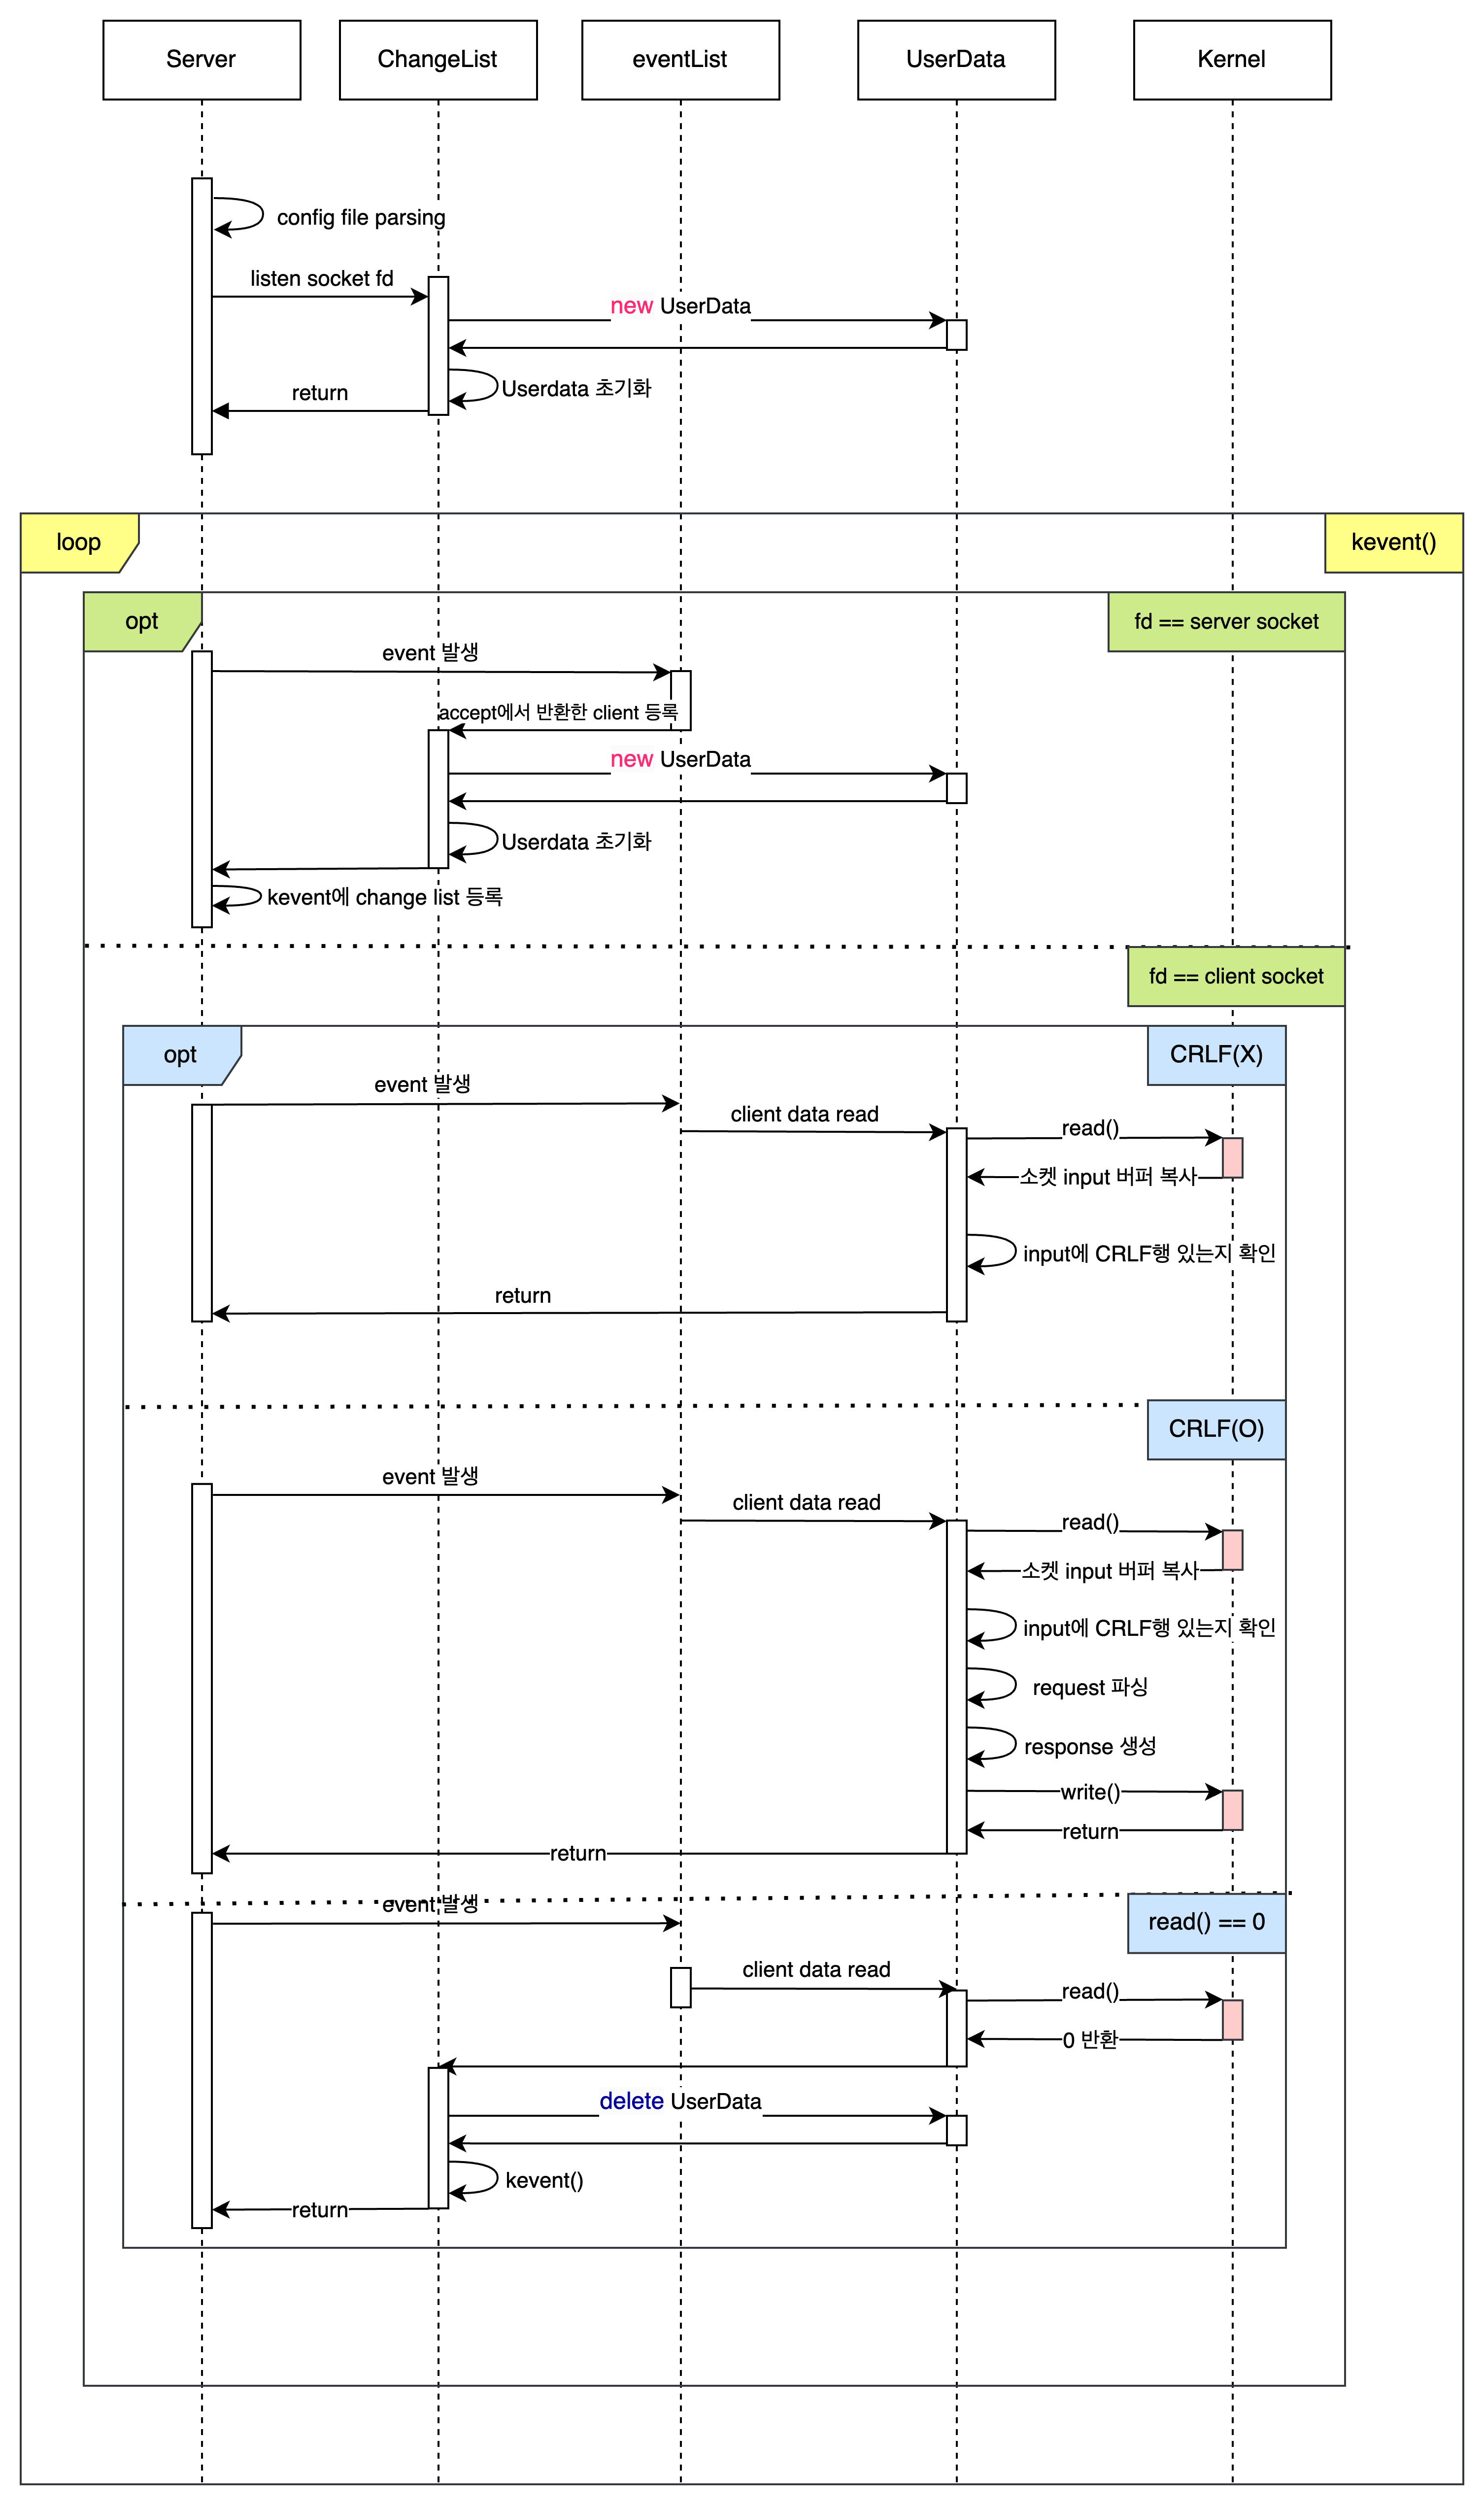 Server
ChangeList
eventList
UserData
Kernel
config file parsing
listen socket fd
new UserData
Userdata 초기화
return
loop
kevent()
opt
fd == server socket
event 발생
accept에서 반환한 client 등록
new UserData
Userdata 초기화
kevent에 change list 등록
fd == client socket
opt
CRLF(X)
event 발생
client data read
read()
소켓 input 버퍼 복사
input에 CRLF행 있는지 확인
return
CRLF(O)
event 발생
client data read
read()
소켓 input 버퍼 복사
input에 CRLF행 있는지 확인
request 파싱
response 생성
write()
return
return
event 발생
read() == 0
client data read
read()
0 반환
delete UserData
kevent()
return